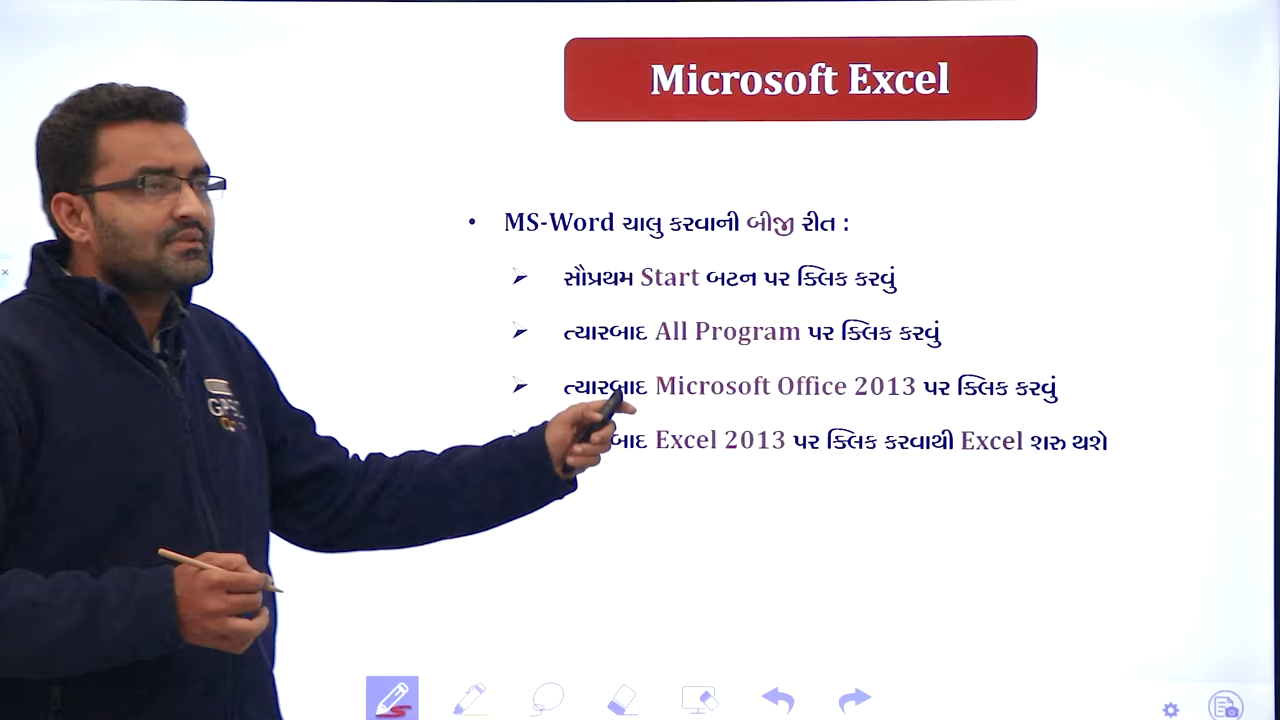 Microsoft Excel
• MS-Word ચાલુ કરવાની બીજી રીત :
➢ સૌપ્રથમ Start બટન પર ક્લિક કરવું
➢ ત્યારબાદ All Program પર ક્લિક કરવું
➢ ત્યારબાદ Microsoft Office 2013 પર ક્લિક કરવું
બાદ Excel 2013 પર ક્લિક કરવાથી Excel શરુ થશે